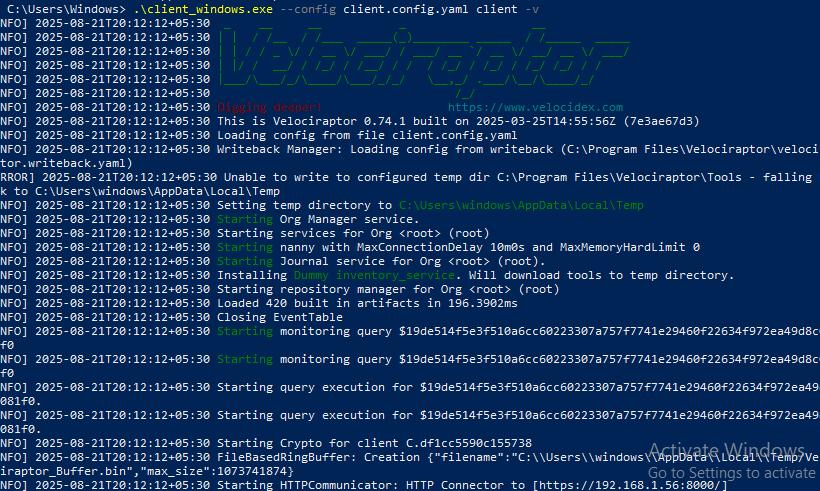 C:\Users\Windows> .\client_windows.exe --config client.config.yaml client -v
NFO] 2025-08-21T20:12:12+05:30
NFO] 2025-08-21T20:12:12+05:30
NFO] 2025-08-21T20:12:12+05:30
NFO] 2025-08-21T20:12:12+05:30
NFO] 2025-08-21T20:12:12+05:30
NFO] 2025-08-21T20:12:12+05:30
NFO] 2025-08-21T20:12:12+05:30 Digging deeper! https://www.velocidex.com
NFO] 2025-08-21T20:12:12+05:30 This is Velociraptor 0.74.1 built on 2025-03-25T14:55:56Z (7e3ae67d3)
NFO] 2025-08-21T20:12:12+05:30 Loading config from file client.config.yaml
NFO] 2025-08-21T20:12:12+05:30 Writeback Manager: Loading config from writeback (C:\Program Files\Velociraptor\veloci
tor.writeback.yaml)
RROR] 2025-08-21T20:12:12+05:30 Unable to write to configured temp dir C:\Program Files\Velociraptor\Tools - falling
k to C:\Users\windows\AppData\Local\Temp
NFO] 2025-08-21T20:12:12+05:30 Setting temp directory to C:\Users\windows\AppData\Local\Temp
NFO] 2025-08-21T20:12:12+05:30 Starting Org Manager service.
NFO] 2025-08-21T20:12:12+05:30 Starting services for Org <root> (root)
NFO] 2025-08-21T20:12:12+05:30 Starting nanny with MaxConnectionDelay 10m0s and MaxMemoryHardLimit 0
NFO] 2025-08-21T20:12:12+05:30 Starting Journal service for Org <root> (root).
NFO] 2025-08-21T20:12:12+05:30 Installing Dummy inventory_service. Will download tools to temp directory.
NFO] 2025-08-21T20:12:12+05:30 Starting repository manager for Org <root> (root)
NFO] 2025-08-21T20:12:12+05:30 Loaded 420 built in artifacts in 196.3902ms
NFO] 2025-08-21T20:12:12+05:30 Closing EventTable
NFO] 2025-08-21T20:12:12+05:30 Starting monitoring query $19de514f5e3f510a6cc60223307a757f7741e29460f22634f972ea49d8c
f0
NFO] 2025-08-21T20:12:12+05:30 Starting monitoring query $19de514f5e3f510a6cc60223307a757f7741e29460f22634f972ea49d8c
f0
NFO] 2025-08-21T20:12:12+05:30 Starting query execution for $19de514f5e3f510a6cc60223307a757f7741e29460f22634f972ea49
081f0.
NFO] 2025-08-21T20:12:12+05:30 Starting query execution for $19de514f5e3f510a6cc60223307a757f7741e29460f22634f972ea49
081f0.
NFO] 2025-08-21T20:12:12+05:30 Starting Crypto for client C.df1cc5590c155738
NFO] 2025-08-21T20:12:12+05:30 FileBasedRingBuffer: Creation {"filename":"C:\\Users\\windows\\AppData\\Local\\Temp/Ve
iraptor_Buffer.bin","max_size":1073741874}
NFO] 2025-08-21T20:12:12+05:30 Starting HTTPCommunicator: HTTP Connector to [https://192.168.1.56:8000/]
Activate Windows
Go to Settings to activate